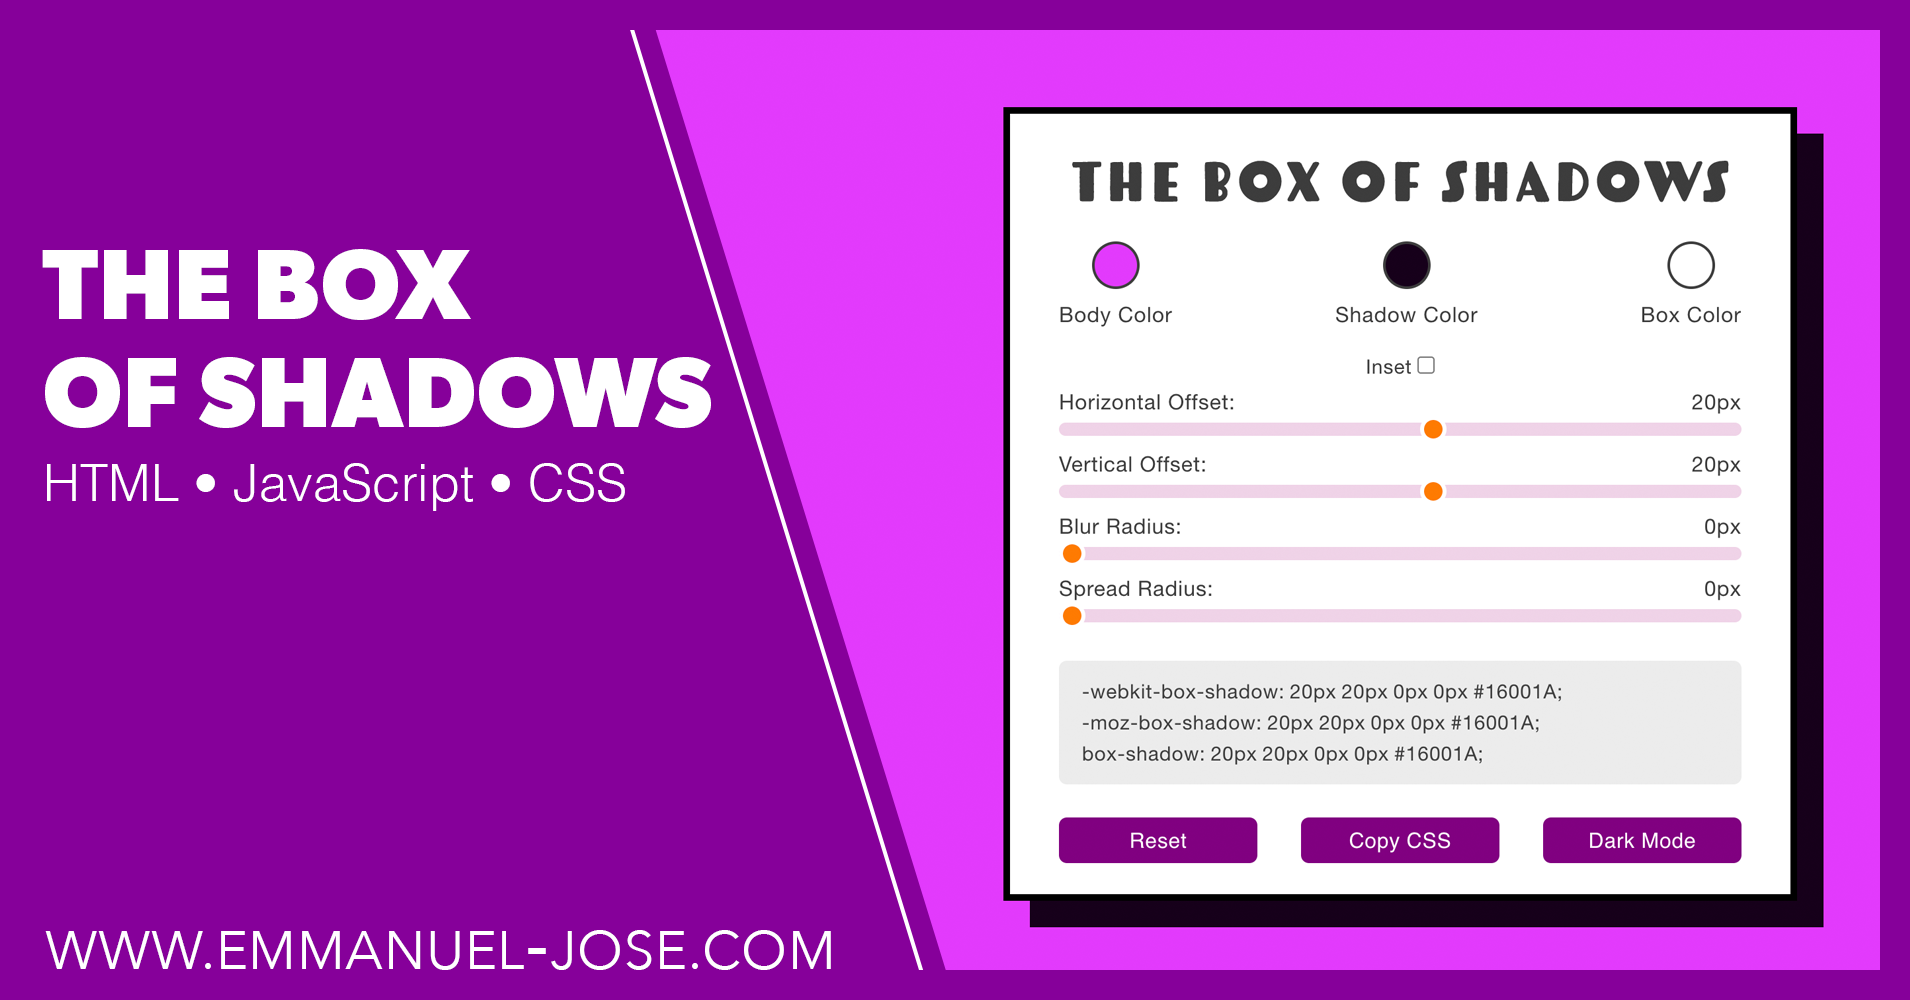 THE BOX
OF SHADOWS
HTML • JavaScript • CSS
WWW.EMMANUEL-JOSE.COM
THE BOX OF SHADOWS
Body Color
Shadow Color
Box Color
Inset
Horizontal Offset: 20px
Vertical Offset: 20px
Blur Radius: 0px
Spread Radius: 0px
-webkit-box-shadow: 20px 20px 0px 0px #16001A;
-moz-box-shadow: 20px 20px 0px 0px #16001A;
box-shadow: 20px 20px 0px 0px #16001A;
Reset
Copy CSS
Dark Mode